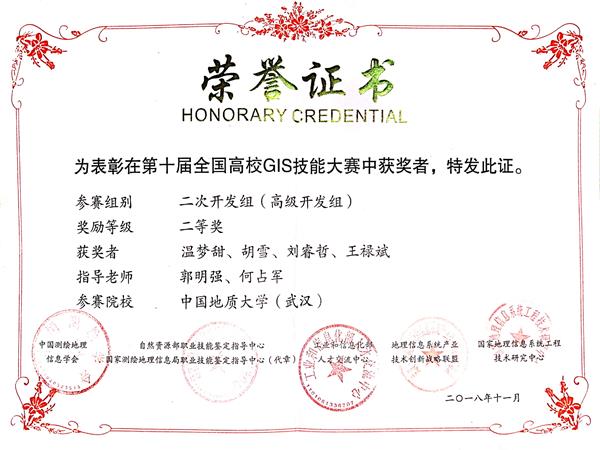 荣誉证书
HONORARY CREDENTIAL
为表彰在第十届全国高校GIS技能大赛中获奖者，特发此证。
参赛组别 二次开发组（高级开发组）
奖励等级 二等奖
获奖者 温梦甜、胡雪、刘睿哲、王禄斌
指导老师 郭明强、何占军
参赛院校 中国地质大学（武汉）
中国测绘地理信息学会
自然资源部职业技能鉴定指导中心
国家测绘地理信息局职业技能鉴定指导中心（代章）
工业和信息化部
人才交流中心
地理信息系统产业
技术创新战略联盟
国家地理信息系统工程
技术研究中心
二〇一八年十一月